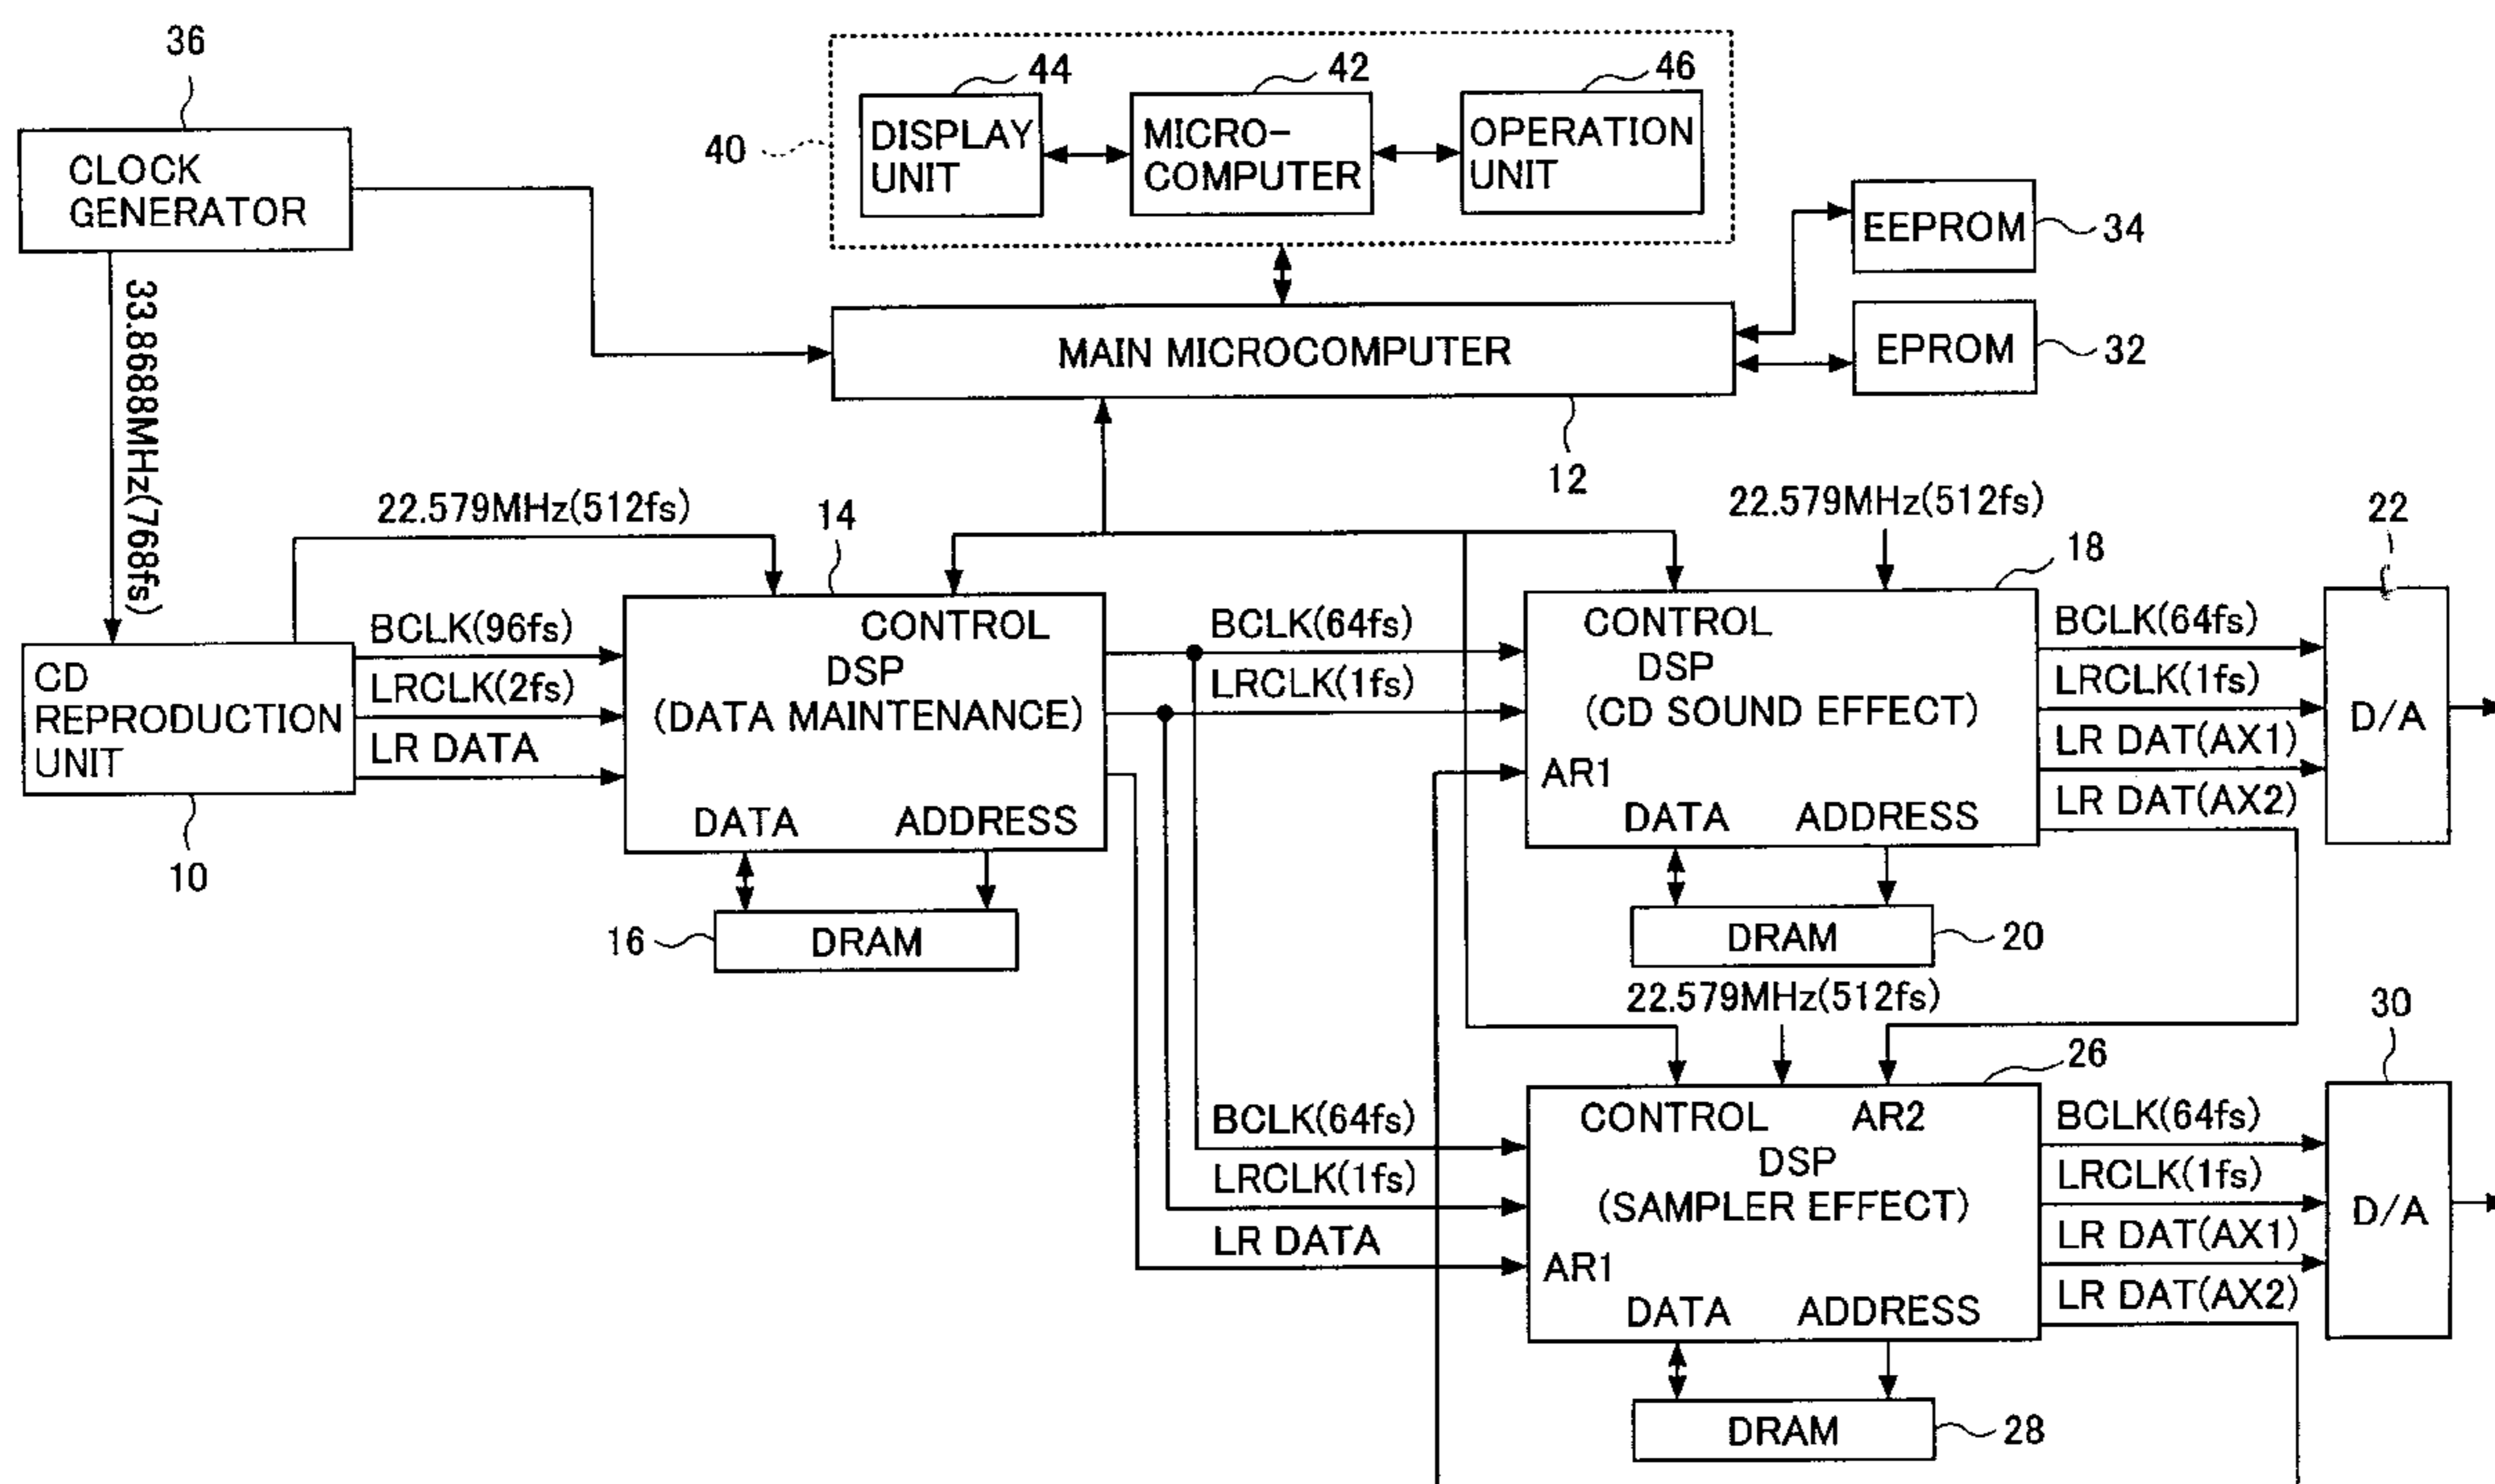 36
CLOCK
GENERATOR
33.8688MHz(768fs)
40
44
DISPLAY
UNIT
42
MICRO-
COMPUTER
46
OPERATION
UNIT
EEPROM
34
MAIN MICROCOMPUTER
EPROM
32
12
22.579MHz(512fs)
14
22.579MHz(512fs)
18
22
CD
REPRODUCTION
UNIT
10
BCLK(96fs)
LRCLK(2fs)
LR DATA
CONTROL
DSP
(DATA MAINTENANCE)
DATA
ADDRESS
16
DRAM
BCLK(64fs)
LRCLK(1fs)
CONTROL
DSP
(CD SOUND EFFECT)
AR1
DATA
ADDRESS
DRAM
20
BCLK(64fs)
LRCLK(1fs)
LR DAT(AX1)
LR DAT(AX2)
D/A
22.579MHz(512fs)
26
30
BCLK(64fs)
LRCLK(1fs)
LR DATA
CONTROL
AR2
DSP
(SAMPLER EFFECT)
AR1
DATA
ADDRESS
DRAM
28
BCLK(64fs)
LRCLK(1fs)
LR DAT(AX1)
LR DAT(AX2)
D/A